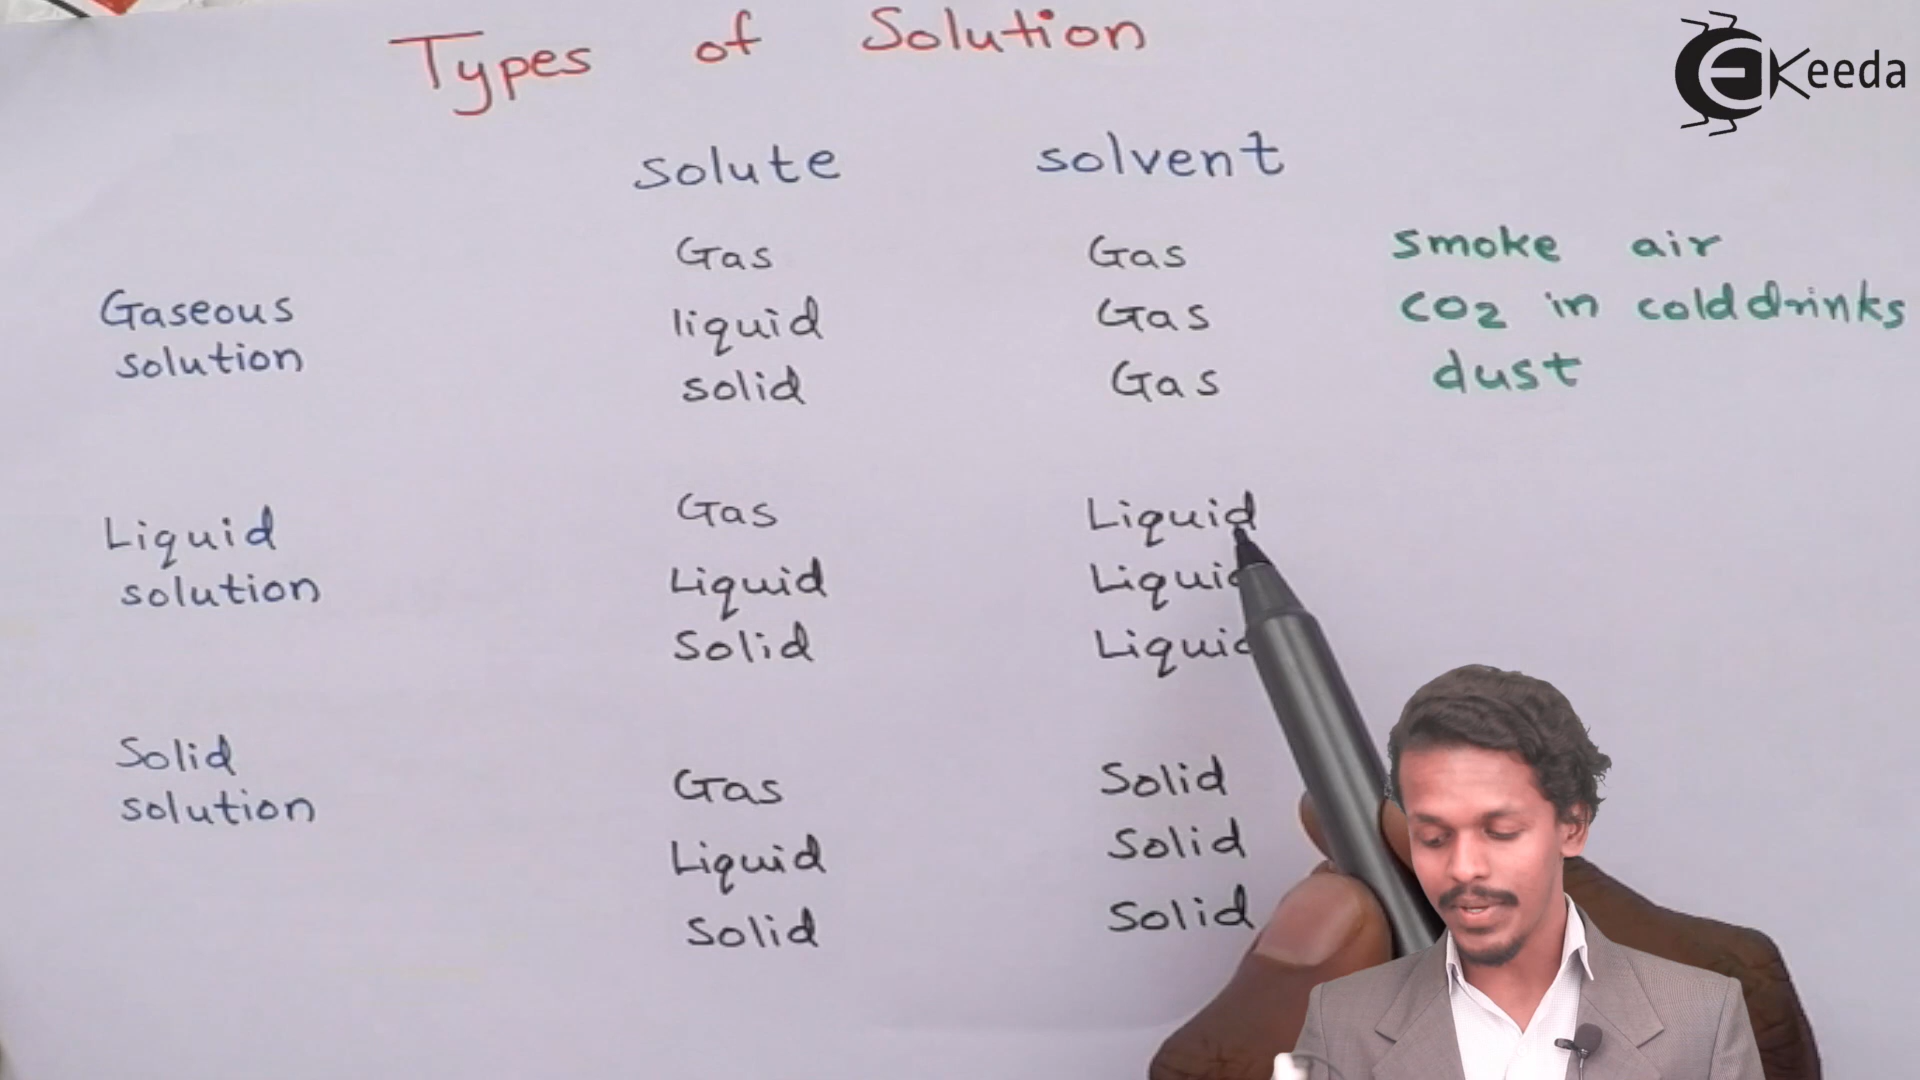 Types of Solution
EKeeda
solute solvent
Gas Gas smoke air
Gaseous solution
liquid Gas CO2 in colddrinks
solid Gas dust
Liquid solution
Gas Liquid
Liquid
Solid
Solid solution
Gas Solid
Liquid Solid
Solid Solid